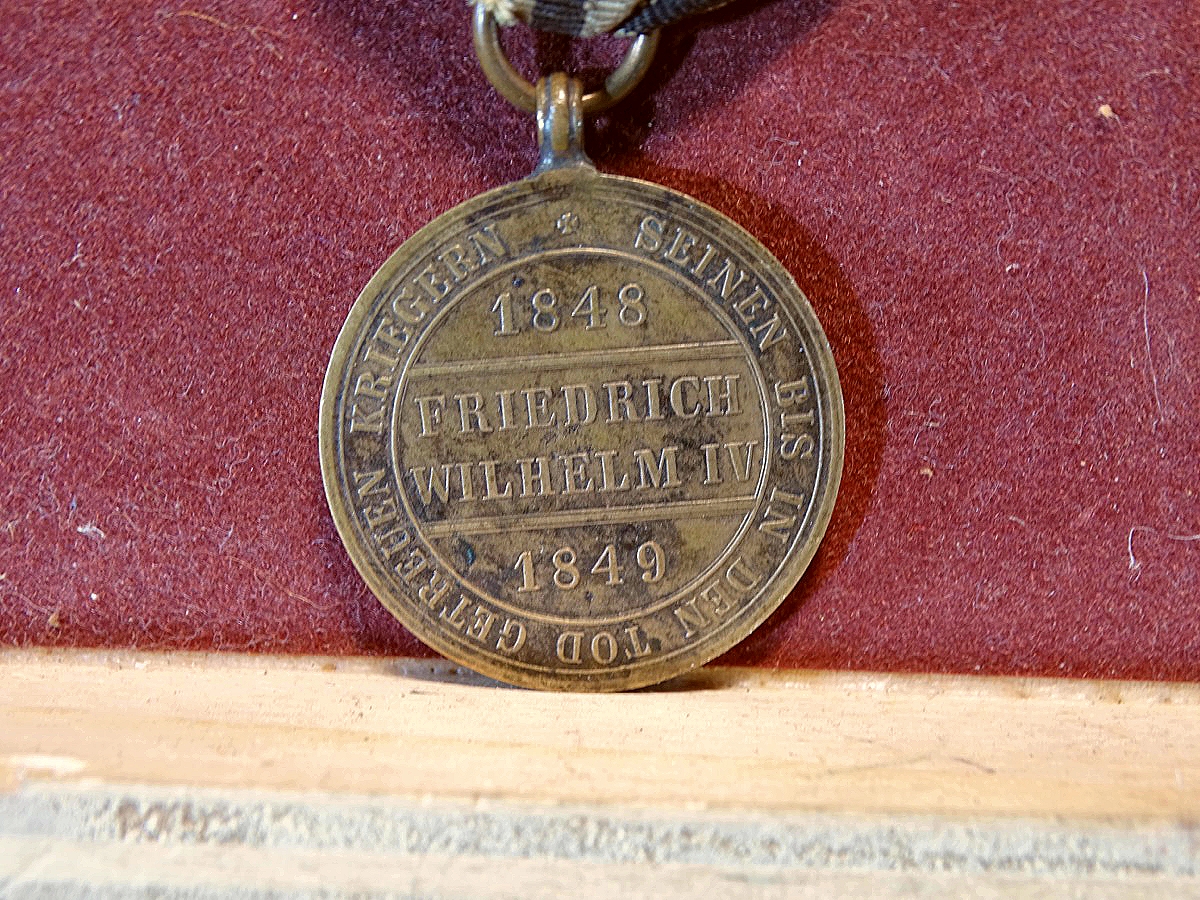 SEINEN BIS IN DEN TOD GETREUEN KRIEGERN
1848
FRIEDRICH
WILHELM IV
1849